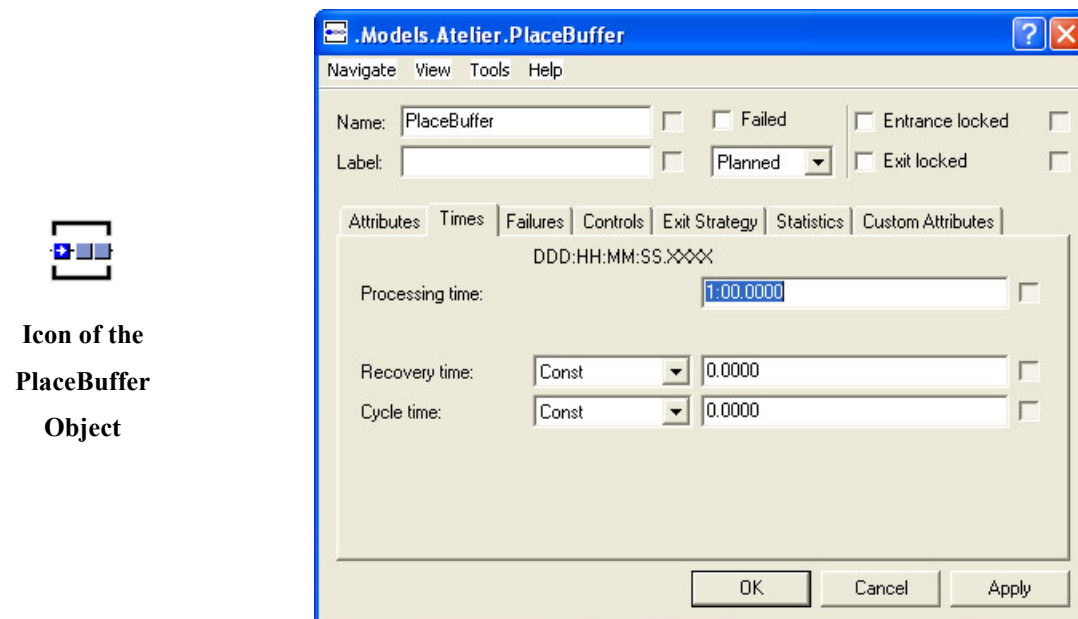 .Models.Atelier.PlaceBuffer
Navigate View Tools Help
Name: PlaceBuffer Failed Entrance locked
Label: Planned Exit locked
Attributes Times Failures Controls Exit Strategy Statistics Custom Attributes
DDD:HH:MM:SS.XXXX
Processing time: 1:00.0000
Recovery time: Const 0.0000
Cycle time: Const 0.0000
OK Cancel Apply
Icon of the
PlaceBuffer
Object